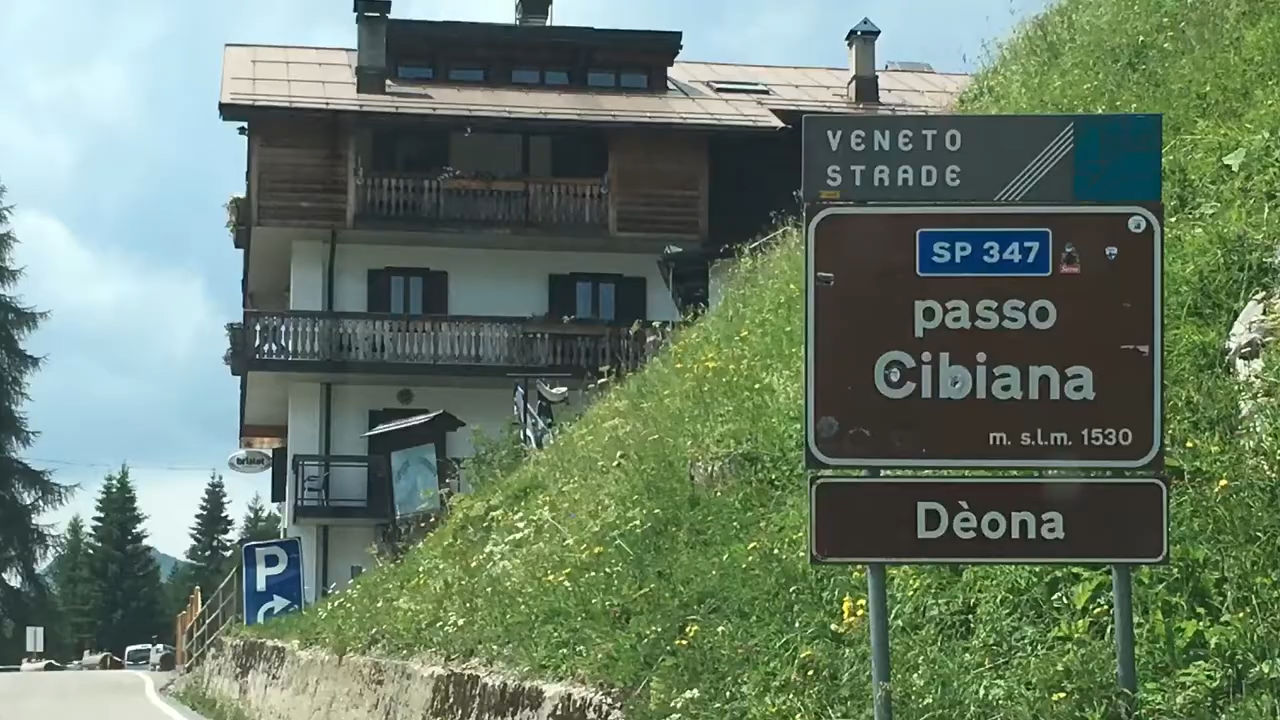 VENETO
STRADE
SP 347
passo
Cibiana
m. s.l.m. 1530
Dèona
P